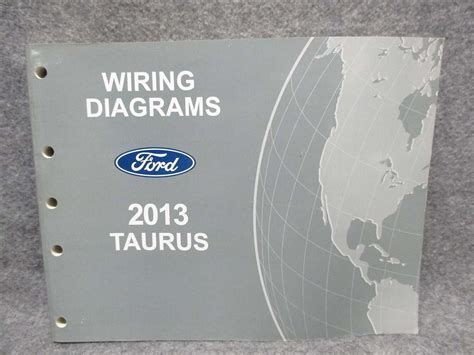 WIRING
DIAGRAMS
Ford
2013
TAURUS